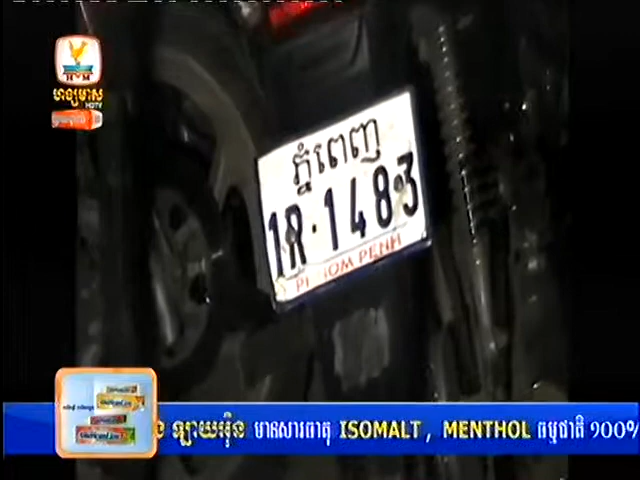 HM
ហង្សមាស
HDTV
ភ្នំពេញ
1R·1483
PHNOM PENH
ឡាយអ៊ិន មានសារធាតុ ISOMALT, MENTHOL ធម្មជាតិ ១០០%